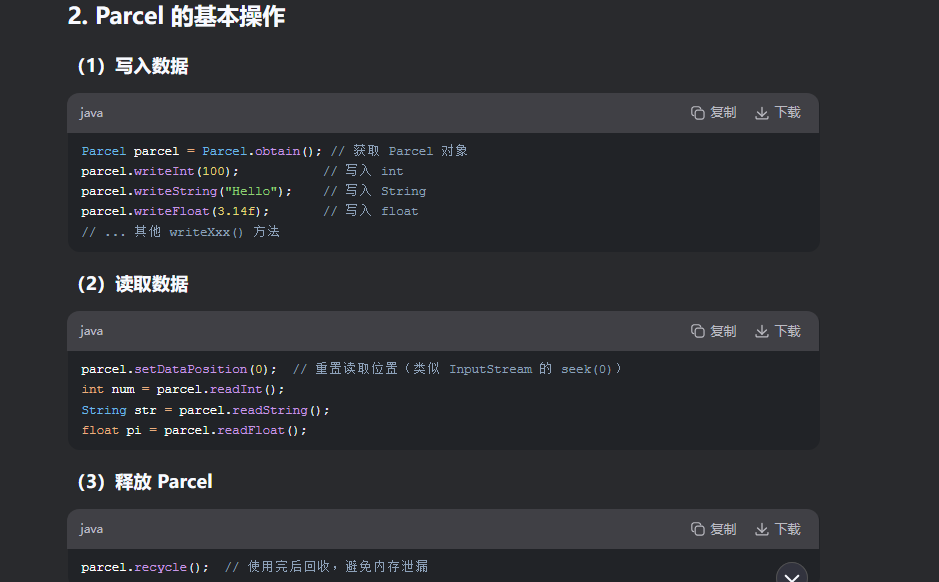 2. Parcel 的基本操作
（1）写入数据
java 复制 下载
Parcel parcel = Parcel.obtain(); // 获取 Parcel 对象
parcel.writeInt(100);           // 写入 int
parcel.writeString("Hello");    // 写入 String
parcel.writeFloat(3.14f);       // 写入 float
// ... 其他 writeXxx() 方法
（2）读取数据
java 复制 下载
parcel.setDataPosition(0);  // 重置读取位置（类似 InputStream 的 seek(0)）
int num = parcel.readInt();
String str = parcel.readString();
float pi = parcel.readFloat();
（3）释放 Parcel
java 复制 下载
parcel.recycle();  // 使用完后回收，避免内存泄漏